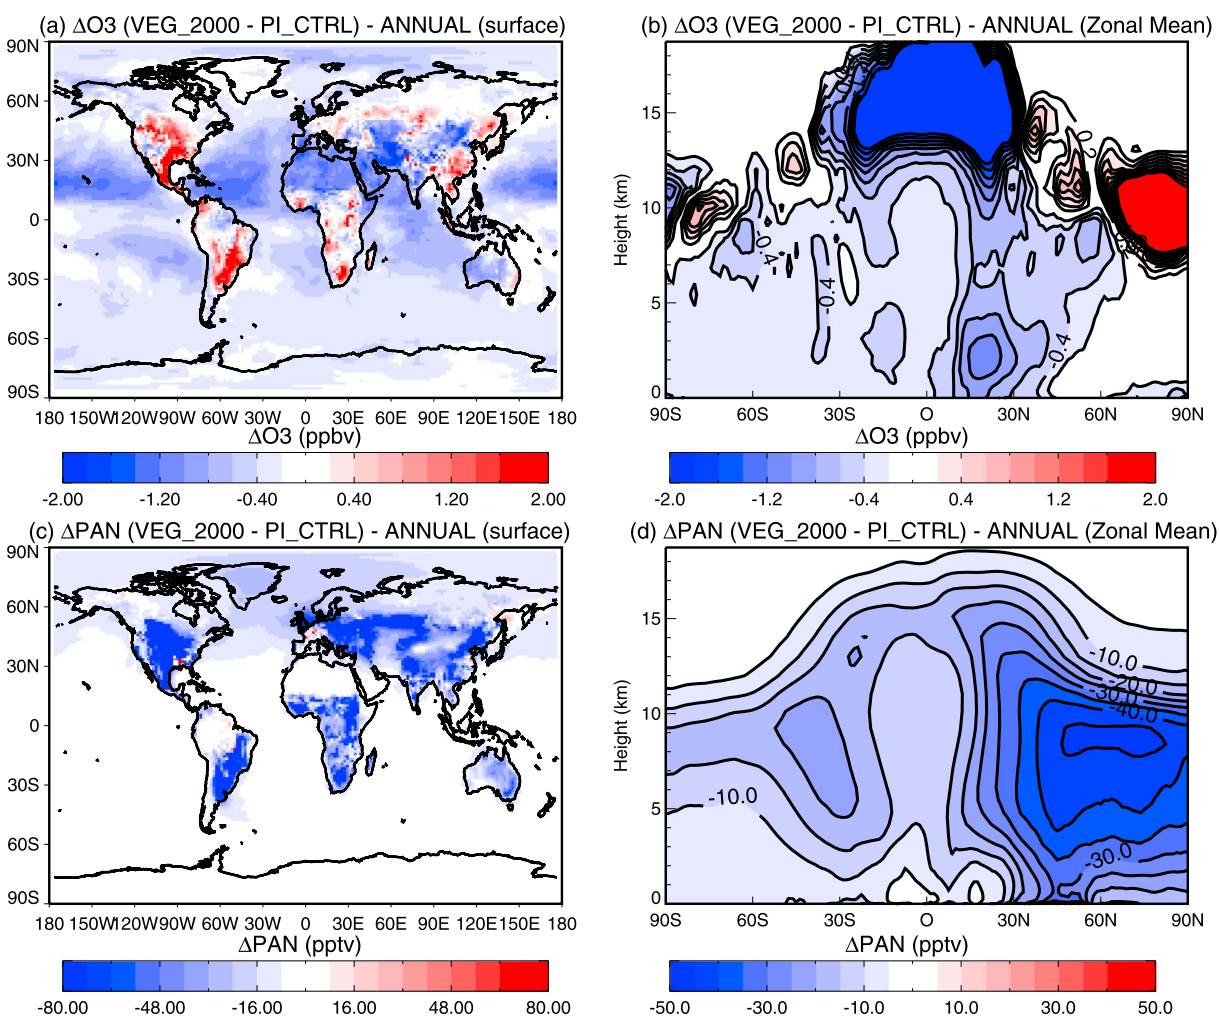 (a) ΔO3 (VEG_2000 - PI_CTRL) - ANNUAL (surface)
90N
60N
30N
0
30S
60S
90S
180 150W120W90W 60W 30W 0 30E 60E 90E 120E 150E 180
ΔO3 (ppbv)
-2.00 -1.20 -0.40 0.40 1.20 2.00
(b) ΔO3 (VEG_2000 - PI_CTRL) - ANNUAL (Zonal Mean)
Height (km)
15
10
5
0
-0.4
-0.4
-0.4
90S 60S 30S O 30N 60N 90N
ΔO3 (ppbv)
-2.0 -1.2 -0.4 0.4 1.2 2.0
(c) ΔPAN (VEG_2000 - PI_CTRL) - ANNUAL (surface)
90N
60N
30N
0
30S
60S
90S
180 150W120W90W 60W 30W 0 30E 60E 90E 120E 150E 180
ΔPAN (pptv)
-80.00 -48.00 -16.00 16.00 48.00 80.00
(d) ΔPAN (VEG_2000 - PI_CTRL) - ANNUAL (Zonal Mean)
Height (km)
15
10
5
0
-10.0
-20.0
-30.0
-40.0
-10.0
-30.0
90S 60S 30S O 30N 60N 90N
ΔPAN (pptv)
-50.0 -30.0 -10.0 10.0 30.0 50.0